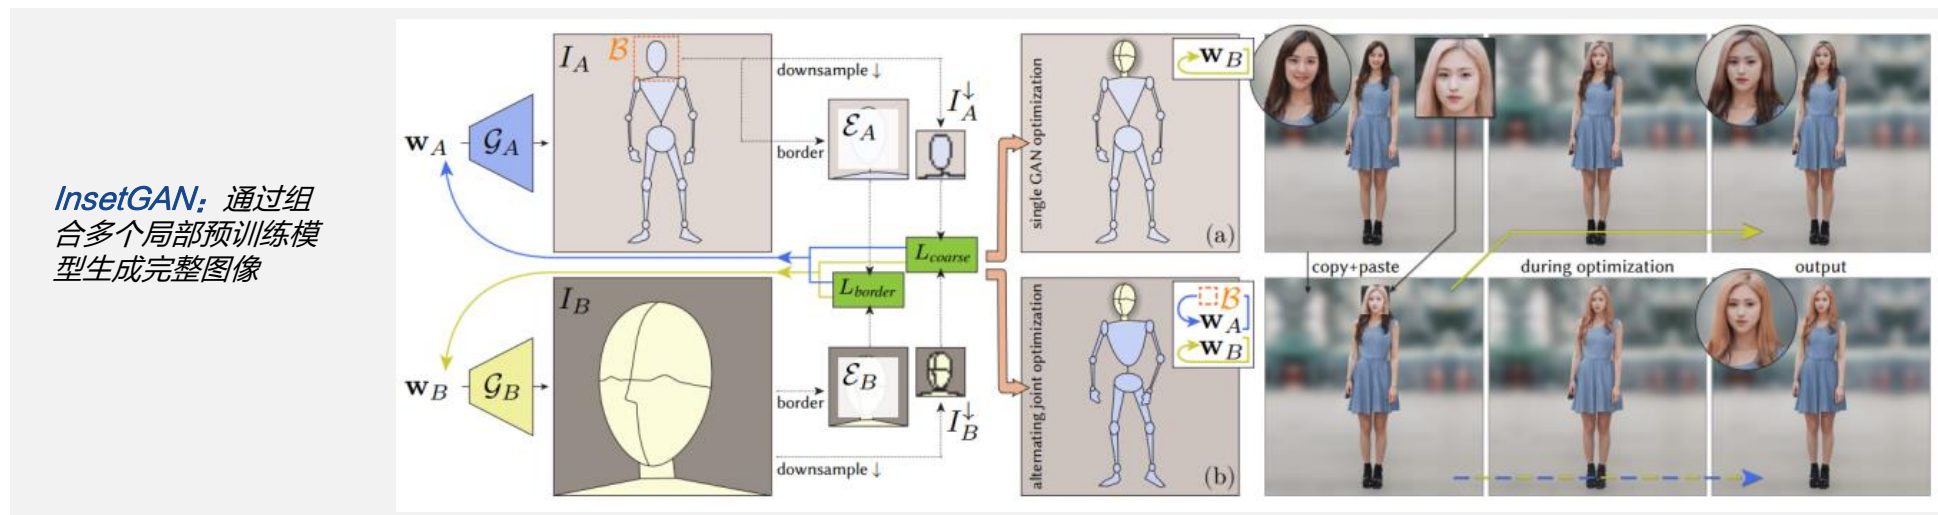 InsetGAN：通过组
合多个局部预训练模
型生成完整图像
I_A
B
downsample ↓
w_A
G_A
border
E_A
I_A^↓
L_coarse
L_border
I_B
w_B
G_B
border
E_B
I_B^↓
downsample ↓
single GAN optimization
w_B
(a)
alternating joint optimization
B
w_A
w_B
(b)
copy+paste
during optimization
output